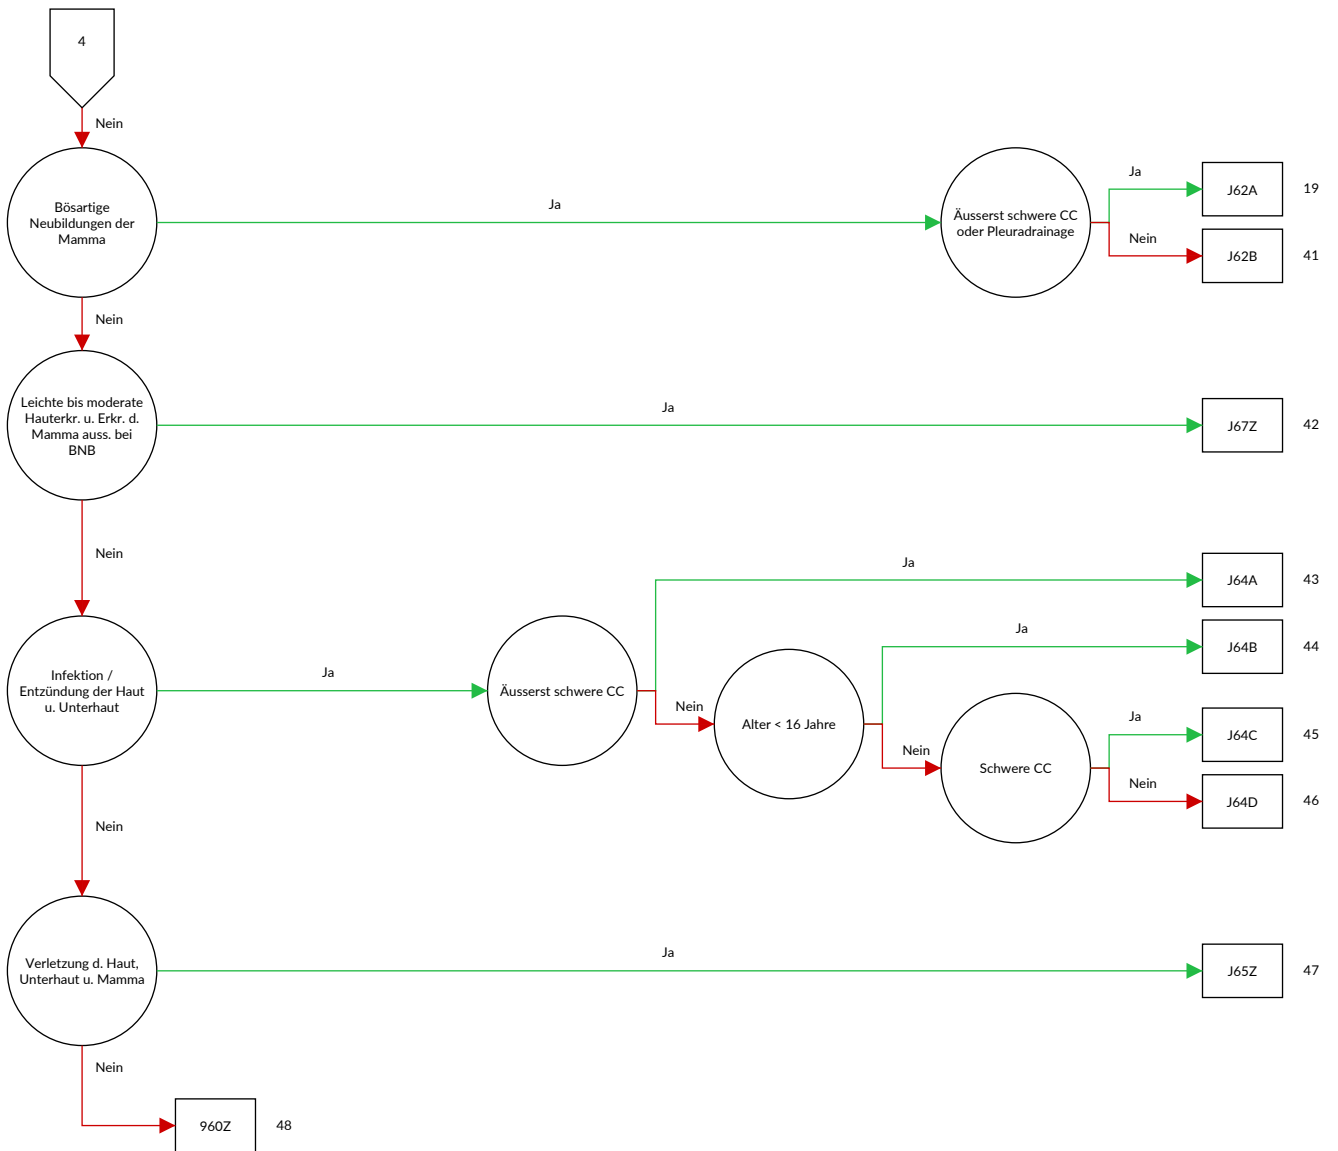 4
Nein
Bösartige
Neubildungen der
Mamma
Ja
Äusserst schwere CC
oder Pleuradrainage
Ja
J62A
19
Nein
J62B
41
Nein
Leichte bis moderate
Hauterkr. u. Erkr. d.
Mamma auss. bei
BNB
Ja
J67Z
42
Nein
Infektion /
Entzündung der Haut
u. Unterhaut
Ja
Äusserst schwere CC
Ja
J64A
43
Nein
Alter < 16 Jahre
Ja
J64B
44
Nein
Schwere CC
Ja
J64C
45
Nein
J64D
46
Nein
Verletzung d. Haut,
Unterhaut u. Mamma
Ja
J65Z
47
Nein
960Z
48